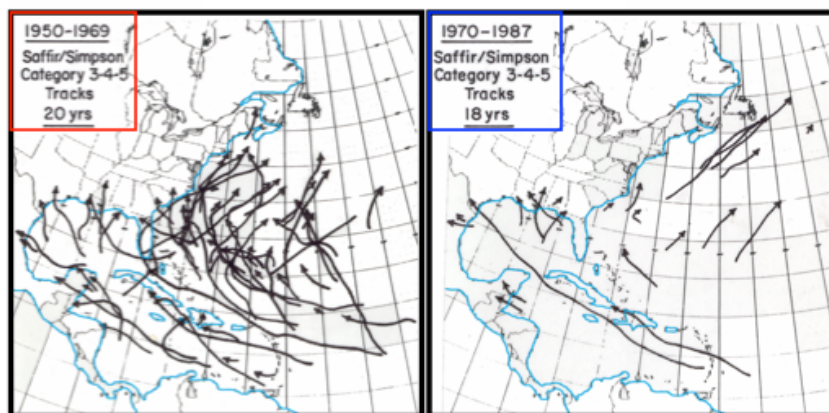 1950-1969
Saffir/Simpson
Category 3-4-5
Tracks
20 yrs
1970-1987
Saffir/Simpson
Category 3-4-5
Tracks
18 yrs